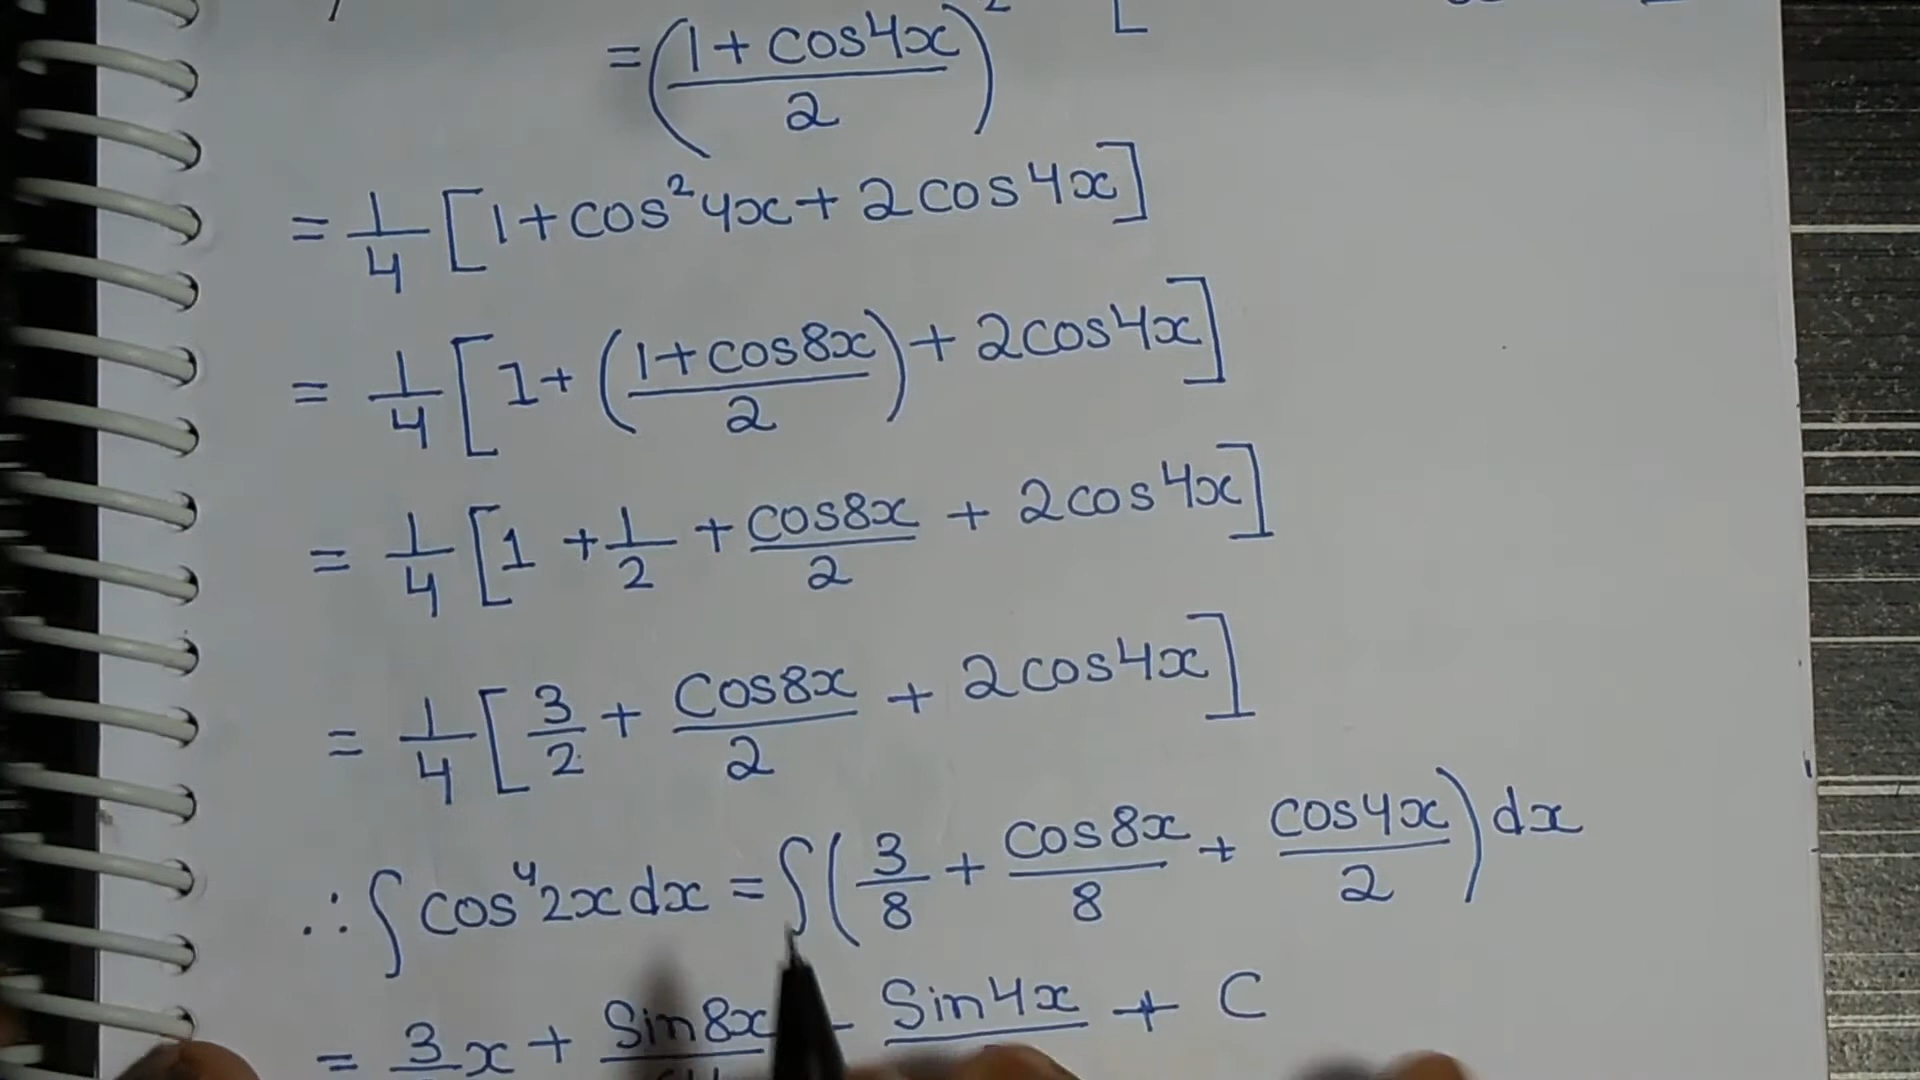 = ((1 + cos4x)/2)²
= 1/4 [1 + cos²4x + 2cos4x]
= 1/4 [1 + ((1 + cos8x)/2) + 2cos4x]
= 1/4 [1 + 1/2 + cos8x/2 + 2cos4x]
= 1/4 [3/2 + cos8x/2 + 2cos4x]
∴ ∫ cos⁴2x dx = ∫ (3/8 + cos8x/8 + cos4x/2) dx
= 3 x + Sin8x Sin4x + C